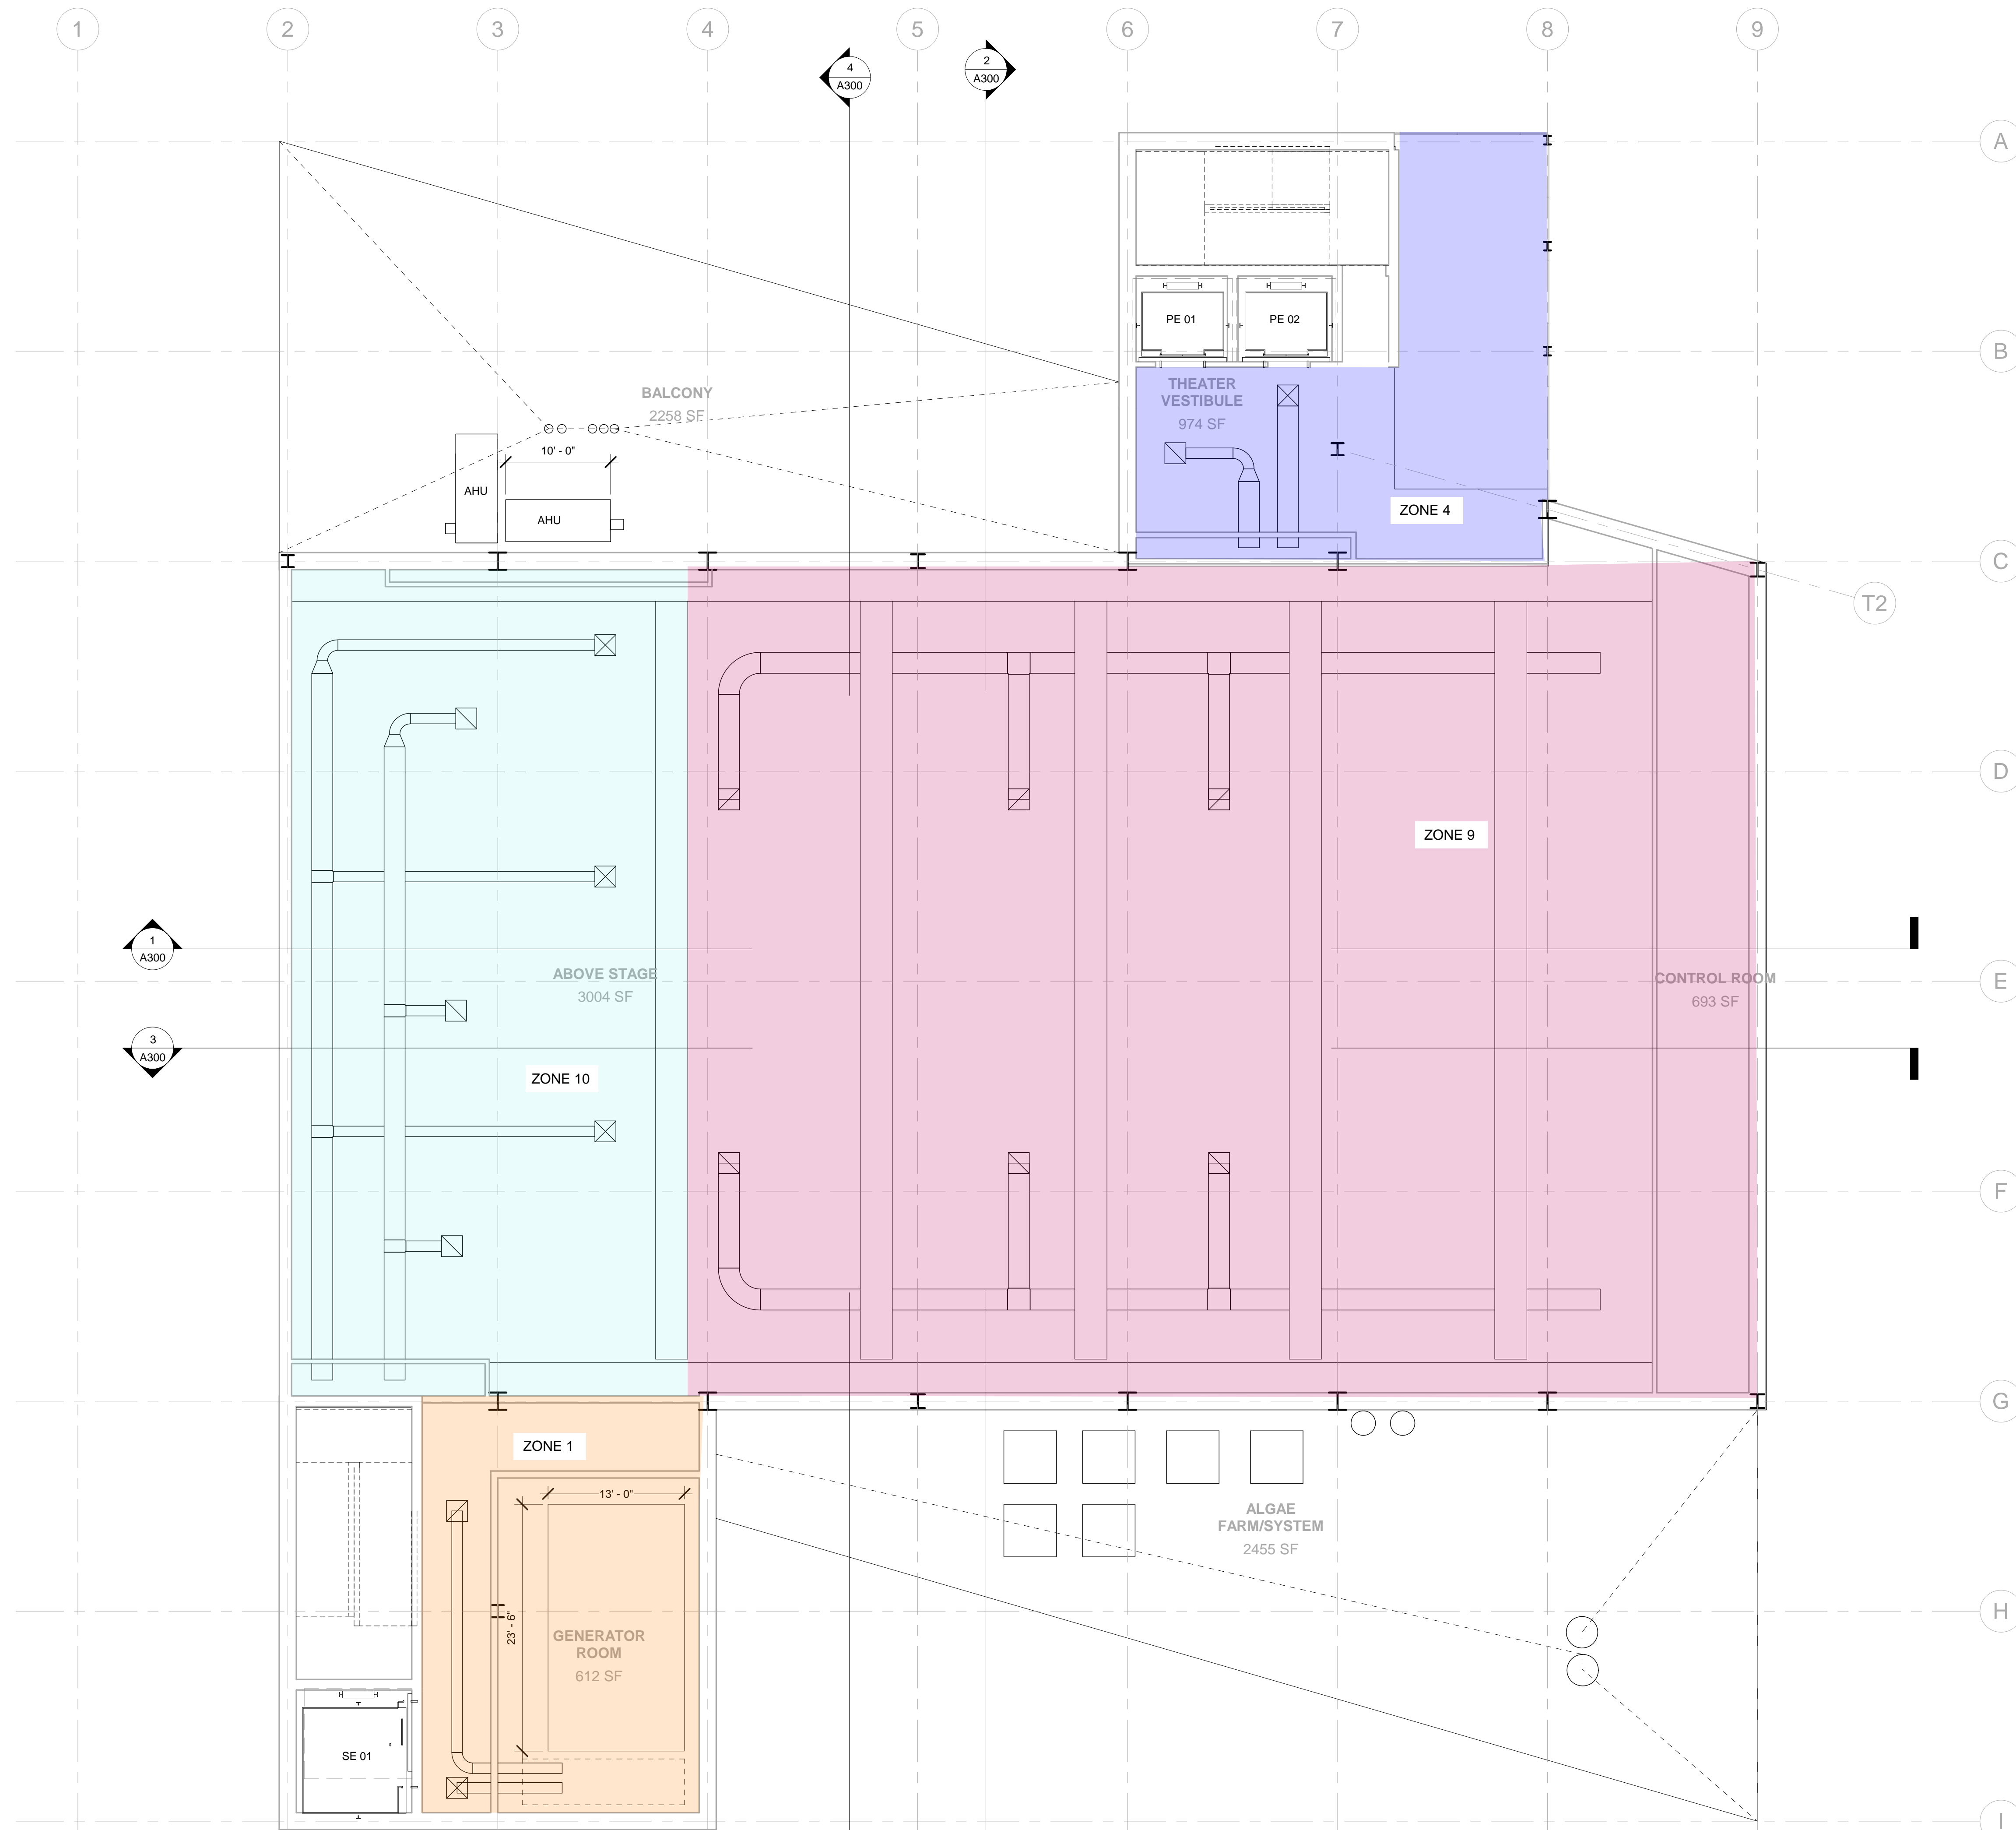 1
2
3
4
5
6
7
8
9
4
A300
2
A300
A
PE 01
PE 02
B
BALCONY
2258 SF
THEATER
VESTIBULE
974 SF
10' - 0"
AHU
AHU
ZONE 4
C
T2
D
ZONE 9
1
A300
ABOVE STAGE
3004 SF
CONTROL ROOM
693 SF
E
3
A300
ZONE 10
F
G
ZONE 1
13' - 0"
ALGAE
FARM/SYSTEM
2455 SF
23' - 6"
H
GENERATOR
ROOM
612 SF
SE 01
I